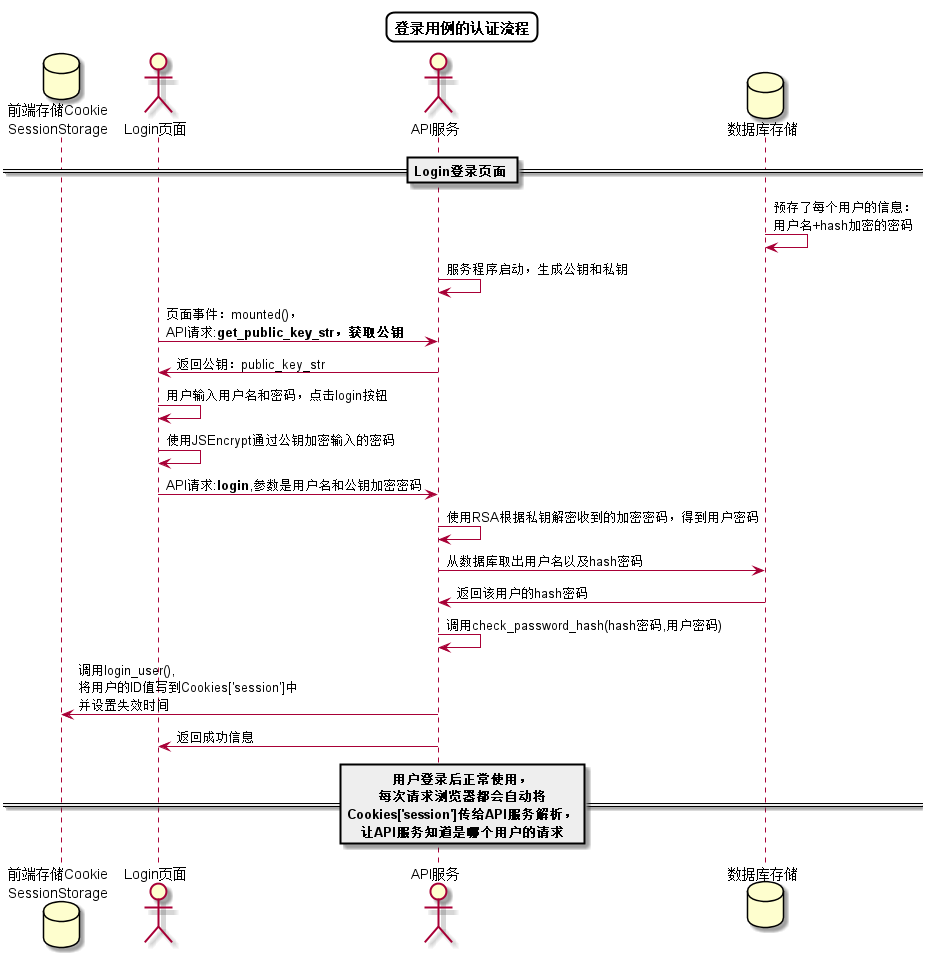 登录用例的认证流程
前端存储Cookie
SessionStorage
Login页面
API服务
数据库存储
Login登录页面
预存了每个用户的信息：
用户名+hash加密的密码
服务程序启动，生成公钥和私钥
页面事件：mounted()，
API请求:get_public_key_str，获取公钥
返回公钥：public_key_str
用户输入用户名和密码，点击login按钮
使用JSEncrypt通过公钥加密输入的密码
API请求:login,参数是用户名和公钥加密密码
使用RSA根据私钥解密收到的加密密码，得到用户密码
从数据库取出用户名以及hash密码
返回该用户的hash密码
调用check_password_hash(hash密码,用户密码)
调用login_user(),
将用户的ID值写到Cookies['session']中
并设置失效时间
返回成功信息
用户登录后正常使用，
每次请求浏览器都会自动将
Cookies['session']传给API服务解析，
让API服务知道是哪个用户的请求
前端存储Cookie
SessionStorage
Login页面
API服务
数据库存储